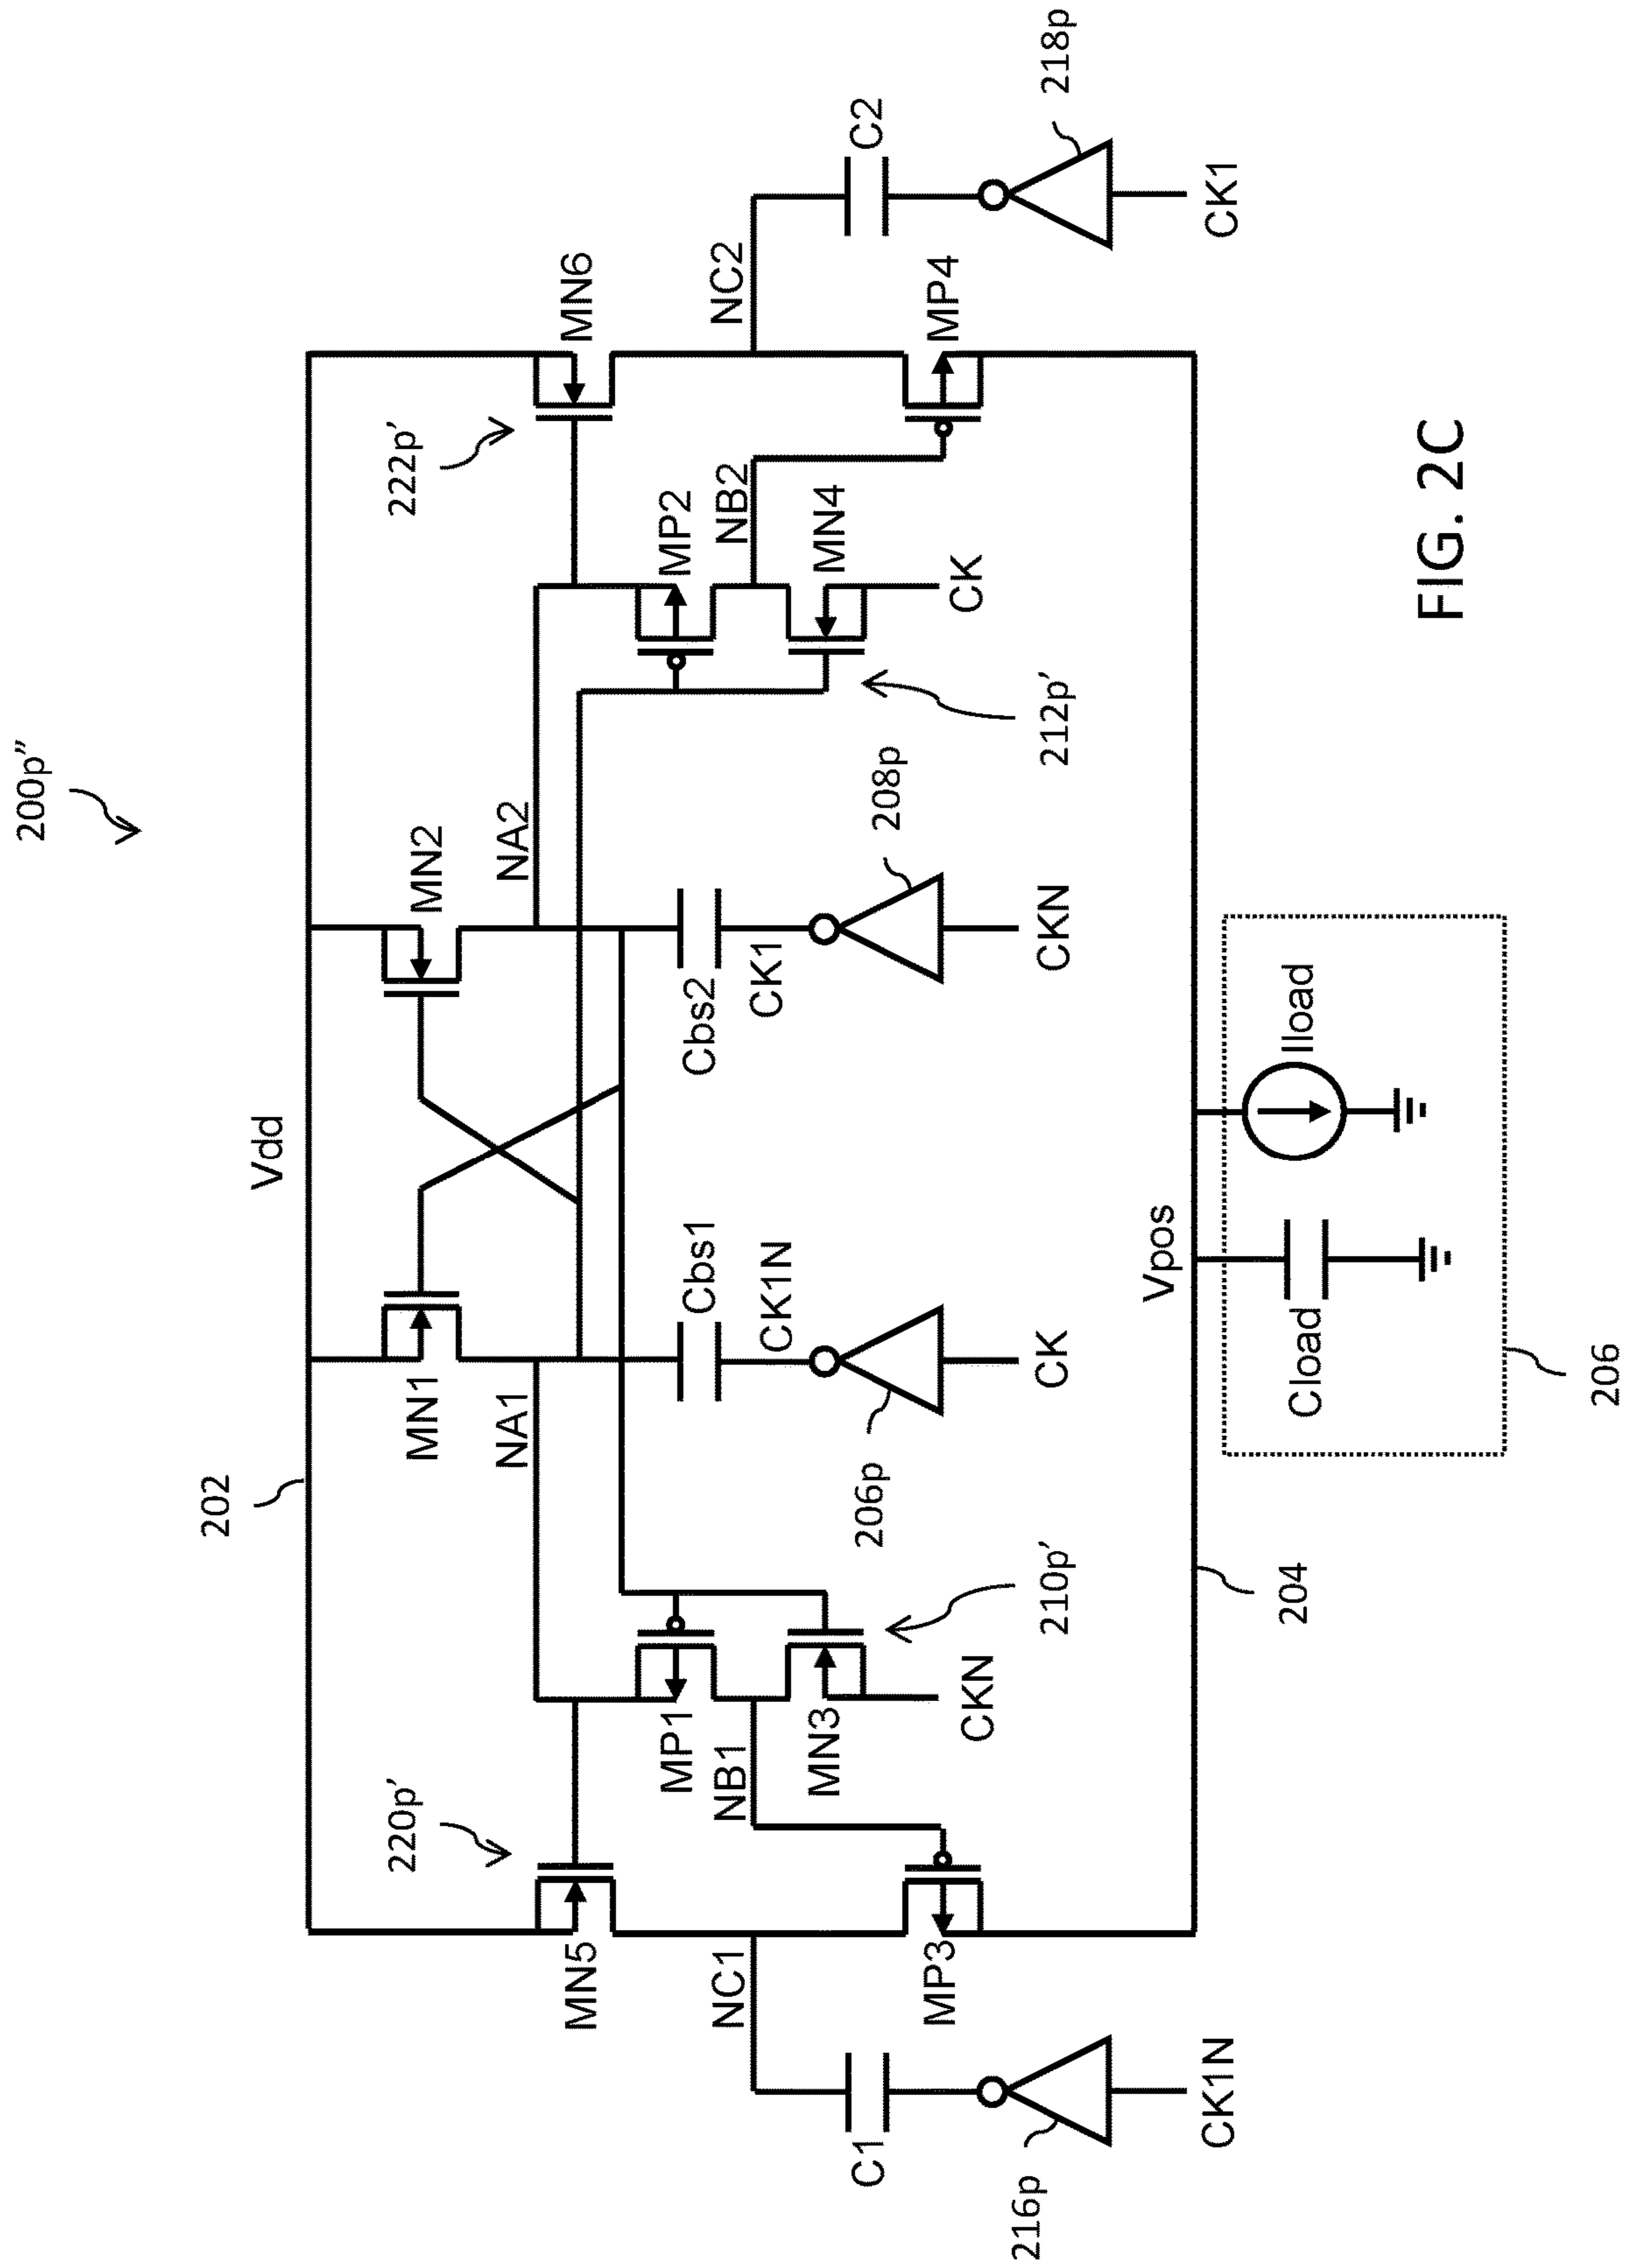 200p”
202
Vdd
MN1
MN2
220p’
222p’
MN5
MN6
NA1
NA2
MP1
MP2
NC1
NB1
NB2
NC2
Cbs1
Cbs2
CK1N
CK1
MN3
MN4
C1
C2
MP3
MP4
206p
208p
216p
218p
210p’
212p’
CKN
CK
CK
CKN
CK1N
CK1
Vpos
204
Cload
Iload
206
FIG. 2C